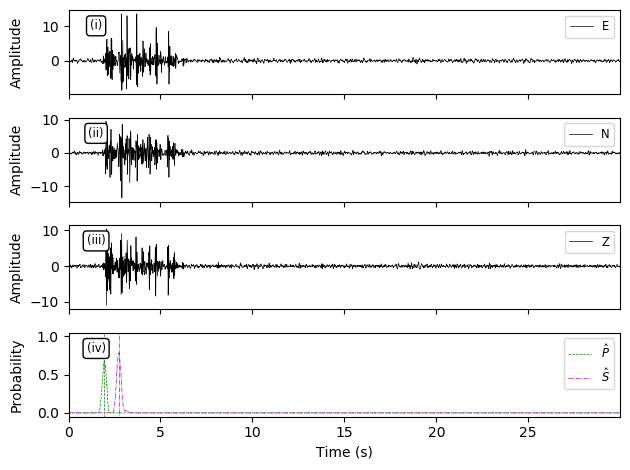 Amplitude
10
0
(i)
E
Amplitude
10
0
−10
(ii)
N
Amplitude
10
0
−10
(iii)
Z
Probability
1.0
0.5
0.0
(iv)
P̂
Ŝ
0 5 10 15 20 25
Time (s)